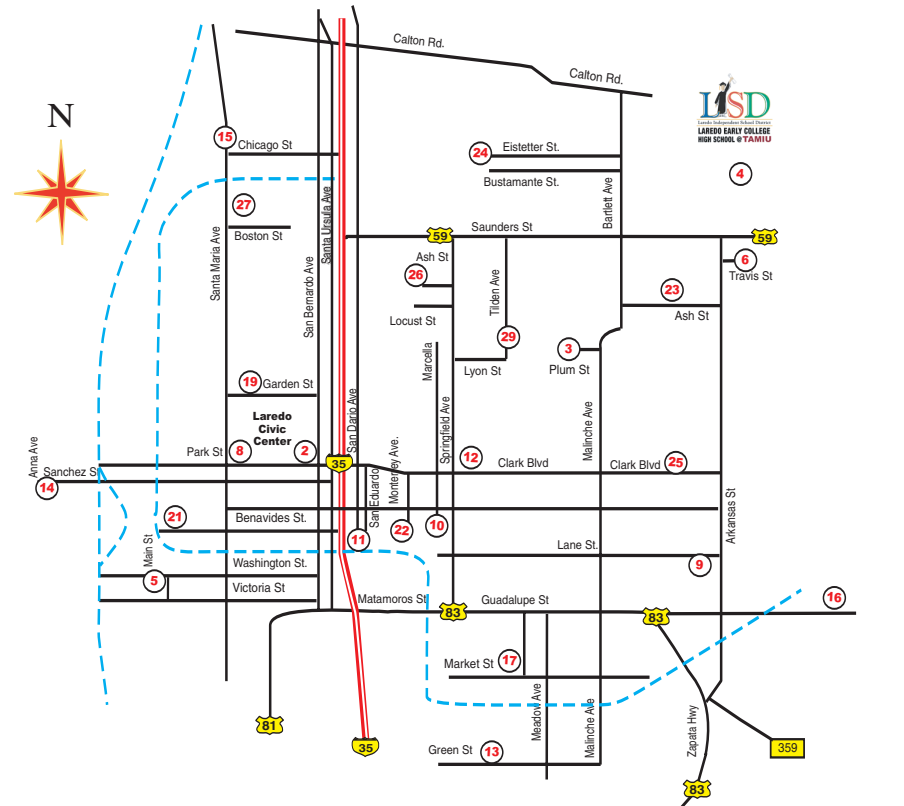 Calton Rd.
Calton Rd.
N
LISD
Laredo Independent School District
LAREDO EARLY COLLEGE
HIGH SCHOOL @ TAMIU
15
Chicago St
24
Eistetter St.
4
Bustamante St.
27
Santa Ursula Ave
Bartlett Ave
Boston St
59
Saunders St
59
Santa Maria Ave
San Bernardo Ave
Ash St
26
6
Travis St
Tilden Ave
23
Locust St
Ash St
29
Marcella
3
Lyon St
Plum St
19
Garden St
San Dario Ave
Springfield Ave
Malinche Ave
Laredo
Civic
Center
Anna Ave
Park St
8
2
35
12
Clark Blvd
Clark Blvd
25
Sanchez St
14
San Eduardo
Monterrey Ave.
Arkansas St
21
Benavides St.
11
22
10
Main St
Lane St.
9
Washington St.
5
Victoria St
Matamoros St
83
Guadalupe St
83
16
Market St
17
Meadow Ave
Malinche Ave
Zapata Hwy
81
35
Green St
13
359
83